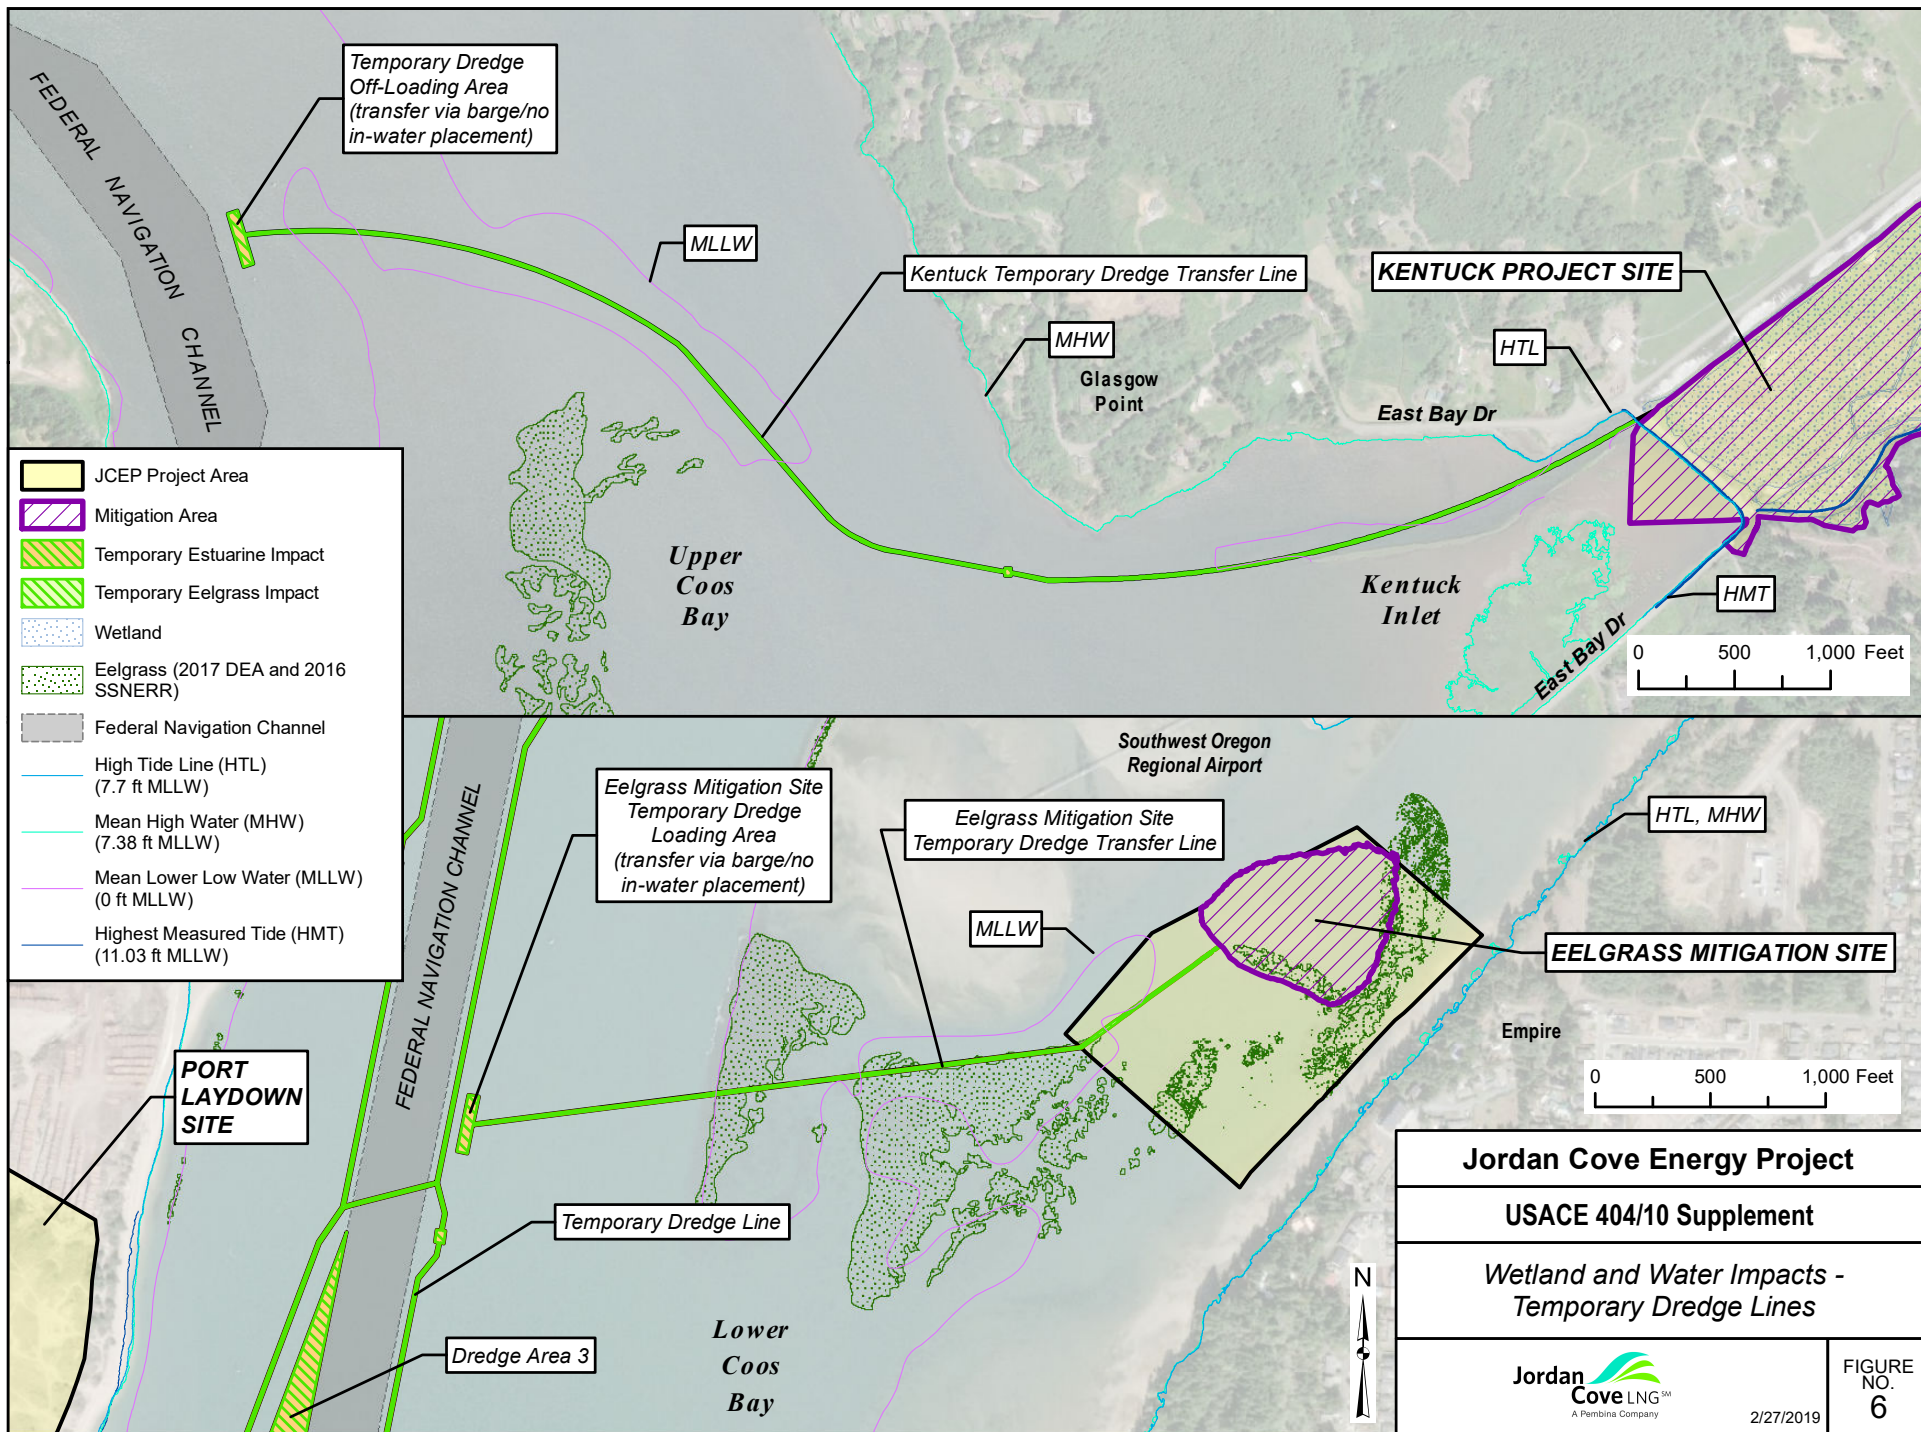 Temporary Dredge
Off-Loading Area
(transfer via barge/no
in-water placement)
FEDERAL NAVIGATION CHANNEL
MLLW
Kentuck Temporary Dredge Transfer Line
KENTUCK PROJECT SITE
MHW
HTL
Glasgow
Point
East Bay Dr
Upper
Coos
Bay
Kentuck
Inlet
HMT
East Bay Dr
0 500 1,000 Feet
JCEP Project Area
Mitigation Area
Temporary Estuarine Impact
Temporary Eelgrass Impact
Wetland
Eelgrass (2017 DEA and 2016
SSNERR)
Federal Navigation Channel
High Tide Line (HTL)
(7.7 ft MLLW)
Mean High Water (MHW)
(7.38 ft MLLW)
Mean Lower Low Water (MLLW)
(0 ft MLLW)
Highest Measured Tide (HMT)
(11.03 ft MLLW)
Southwest Oregon
Regional Airport
FEDERAL NAVIGATION CHANNEL
Eelgrass Mitigation Site
Temporary Dredge
Loading Area
(transfer via barge/no
in-water placement)
Eelgrass Mitigation Site
Temporary Dredge Transfer Line
HTL, MHW
MLLW
EELGRASS MITIGATION SITE
Empire
PORT
LAYDOWN
SITE
0 500 1,000 Feet
Temporary Dredge Line
Dredge Area 3
Lower
Coos
Bay
N
Jordan Cove Energy Project
USACE 404/10 Supplement
Wetland and Water Impacts -
Temporary Dredge Lines
Jordan
Cove LNG SM
A Pembina Company
2/27/2019
FIGURE
NO.
6